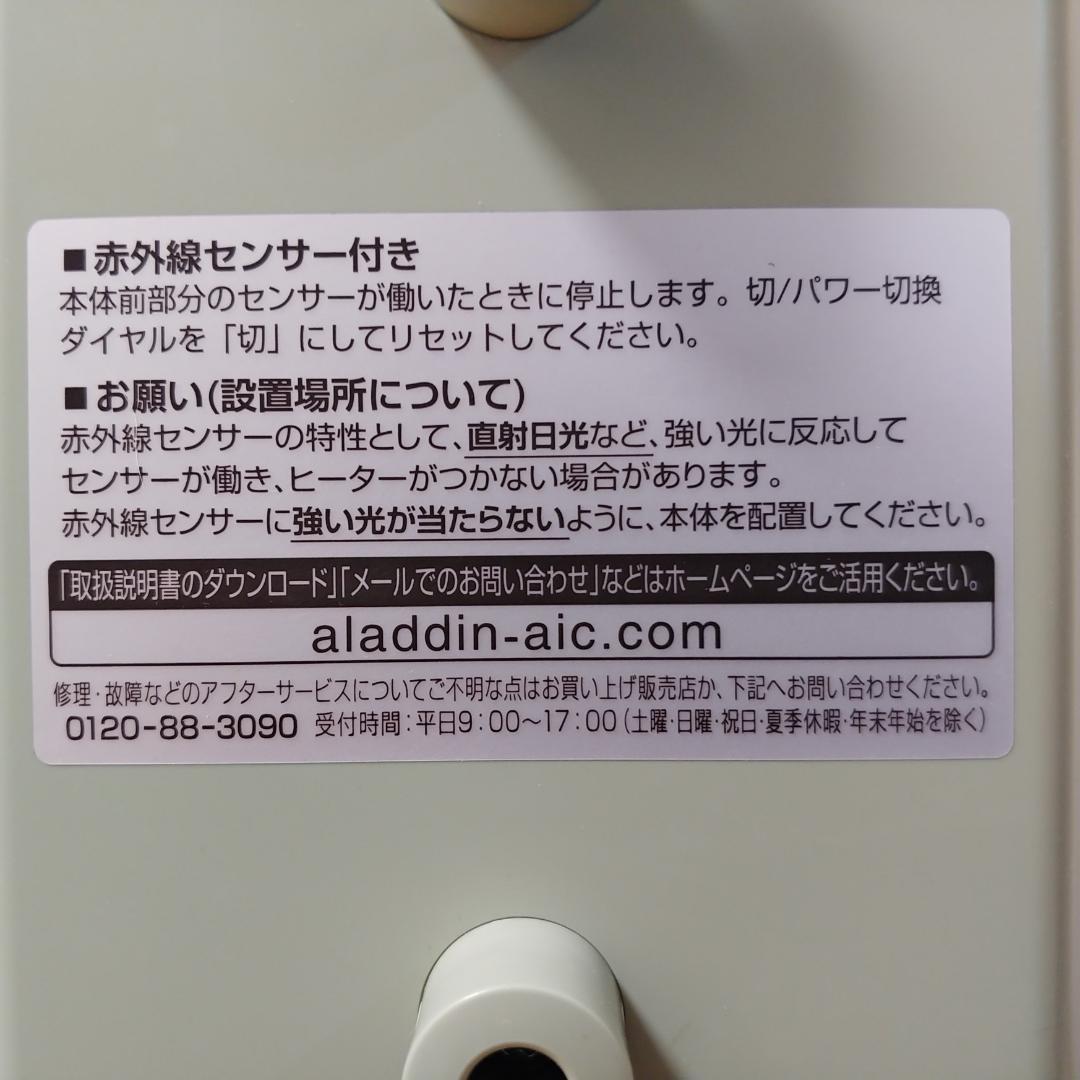 ■赤外線センサー付き
本体前部分のセンサーが働いたときに停止します。切/パワー切換
ダイヤルを「切」にしてリセットしてください。
■お願い(設置場所について)
赤外線センサーの特性として、直射日光など、強い光に反応して
センサーが働き、ヒーターがつかない場合があります。
赤外線センサーに強い光が当たらないように、本体を配置してください。
「取扱説明書のダウンロード」「メールでのお問い合わせ」などはホームページをご活用ください。
aladdin-aic.com
修理・故障などのアフターサービスについてご不明な点はお買い上げ販売店か、下記へお問い合わせください。
0120-88-3090 受付時間:平日9:00〜17:00(土曜・日曜・祝日・夏季休暇・年末年始を除く)